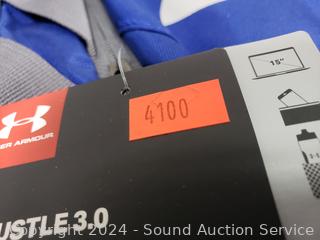 15"
4100
ER ARMOUR
USTLE 3.0
Copyright 2024 - Sound Auction Service